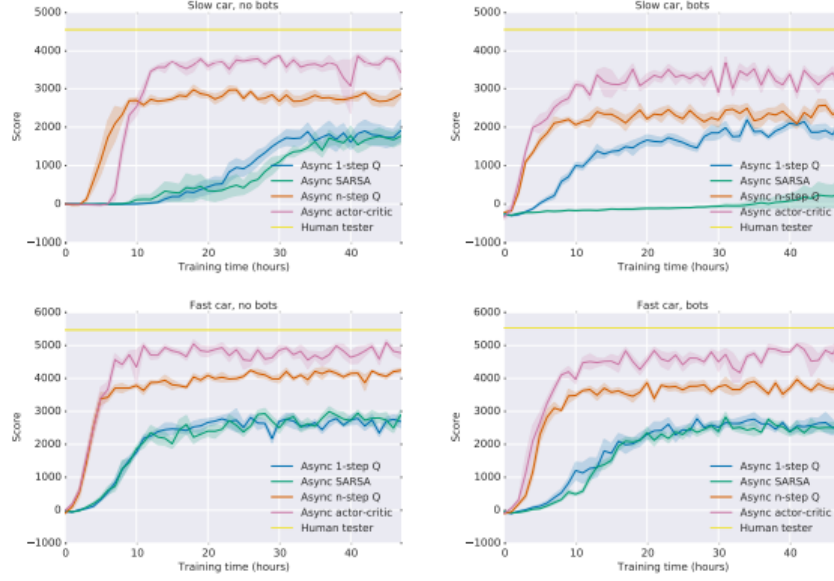 Slow car, no bots
5000
4000
3000
2000
1000
0
−1000
Score
0
10
20
30
40
Training time (hours)
Async 1-step Q
Async SARSA
Async n-step Q
Async actor-critic
Human tester
Slow car, bots
5000
4000
3000
2000
1000
0
−1000
Score
0
10
20
30
40
Training time (hours)
Async 1-step Q
Async SARSA
Async n-step Q
Async actor-critic
Human tester
Fast car, no bots
6000
5000
4000
3000
2000
1000
0
−1000
Score
0
10
20
30
40
Training time (hours)
Async 1-step Q
Async SARSA
Async n-step Q
Async actor-critic
Human tester
Fast car, bots
6000
5000
4000
3000
2000
1000
0
−1000
Score
0
10
20
30
40
Training time (hours)
Async 1-step Q
Async SARSA
Async n-step Q
Async actor-critic
Human tester